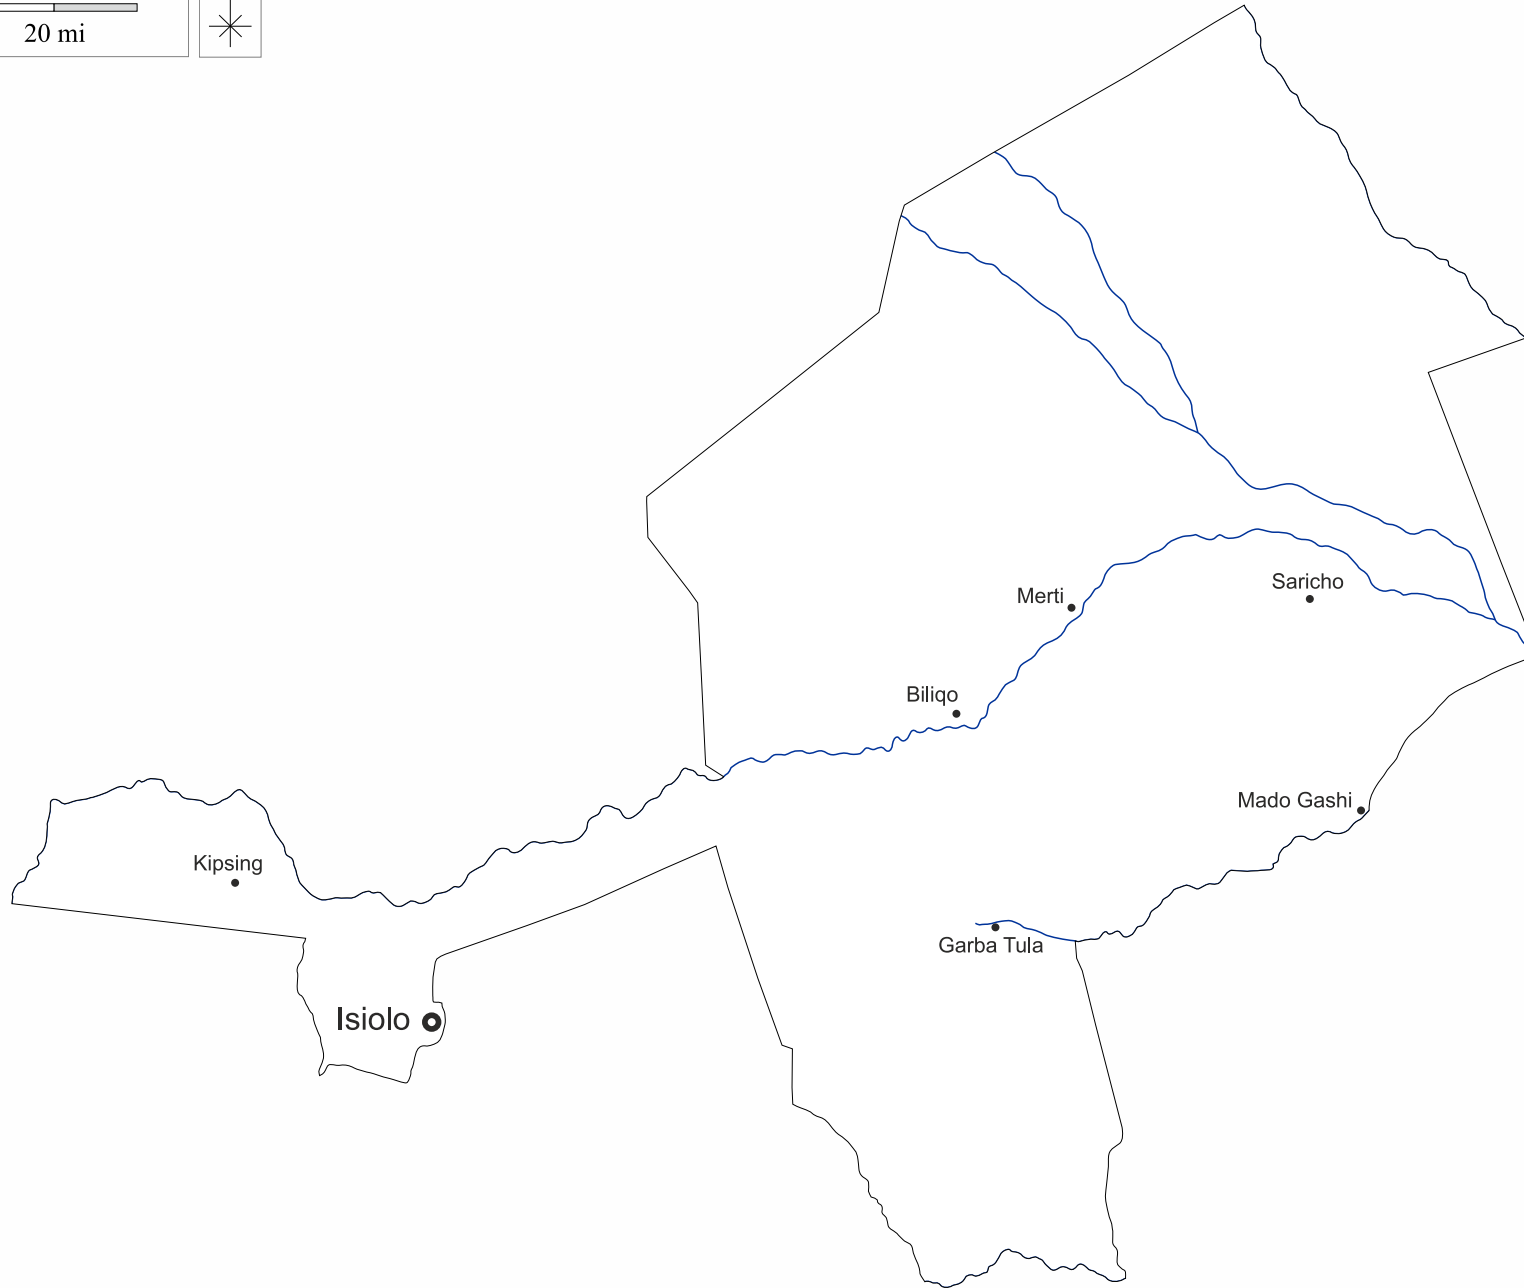 20 mi
Saricho
Merti
Biliqo
Mado Gashi
Kipsing
Garba Tula
Isiolo